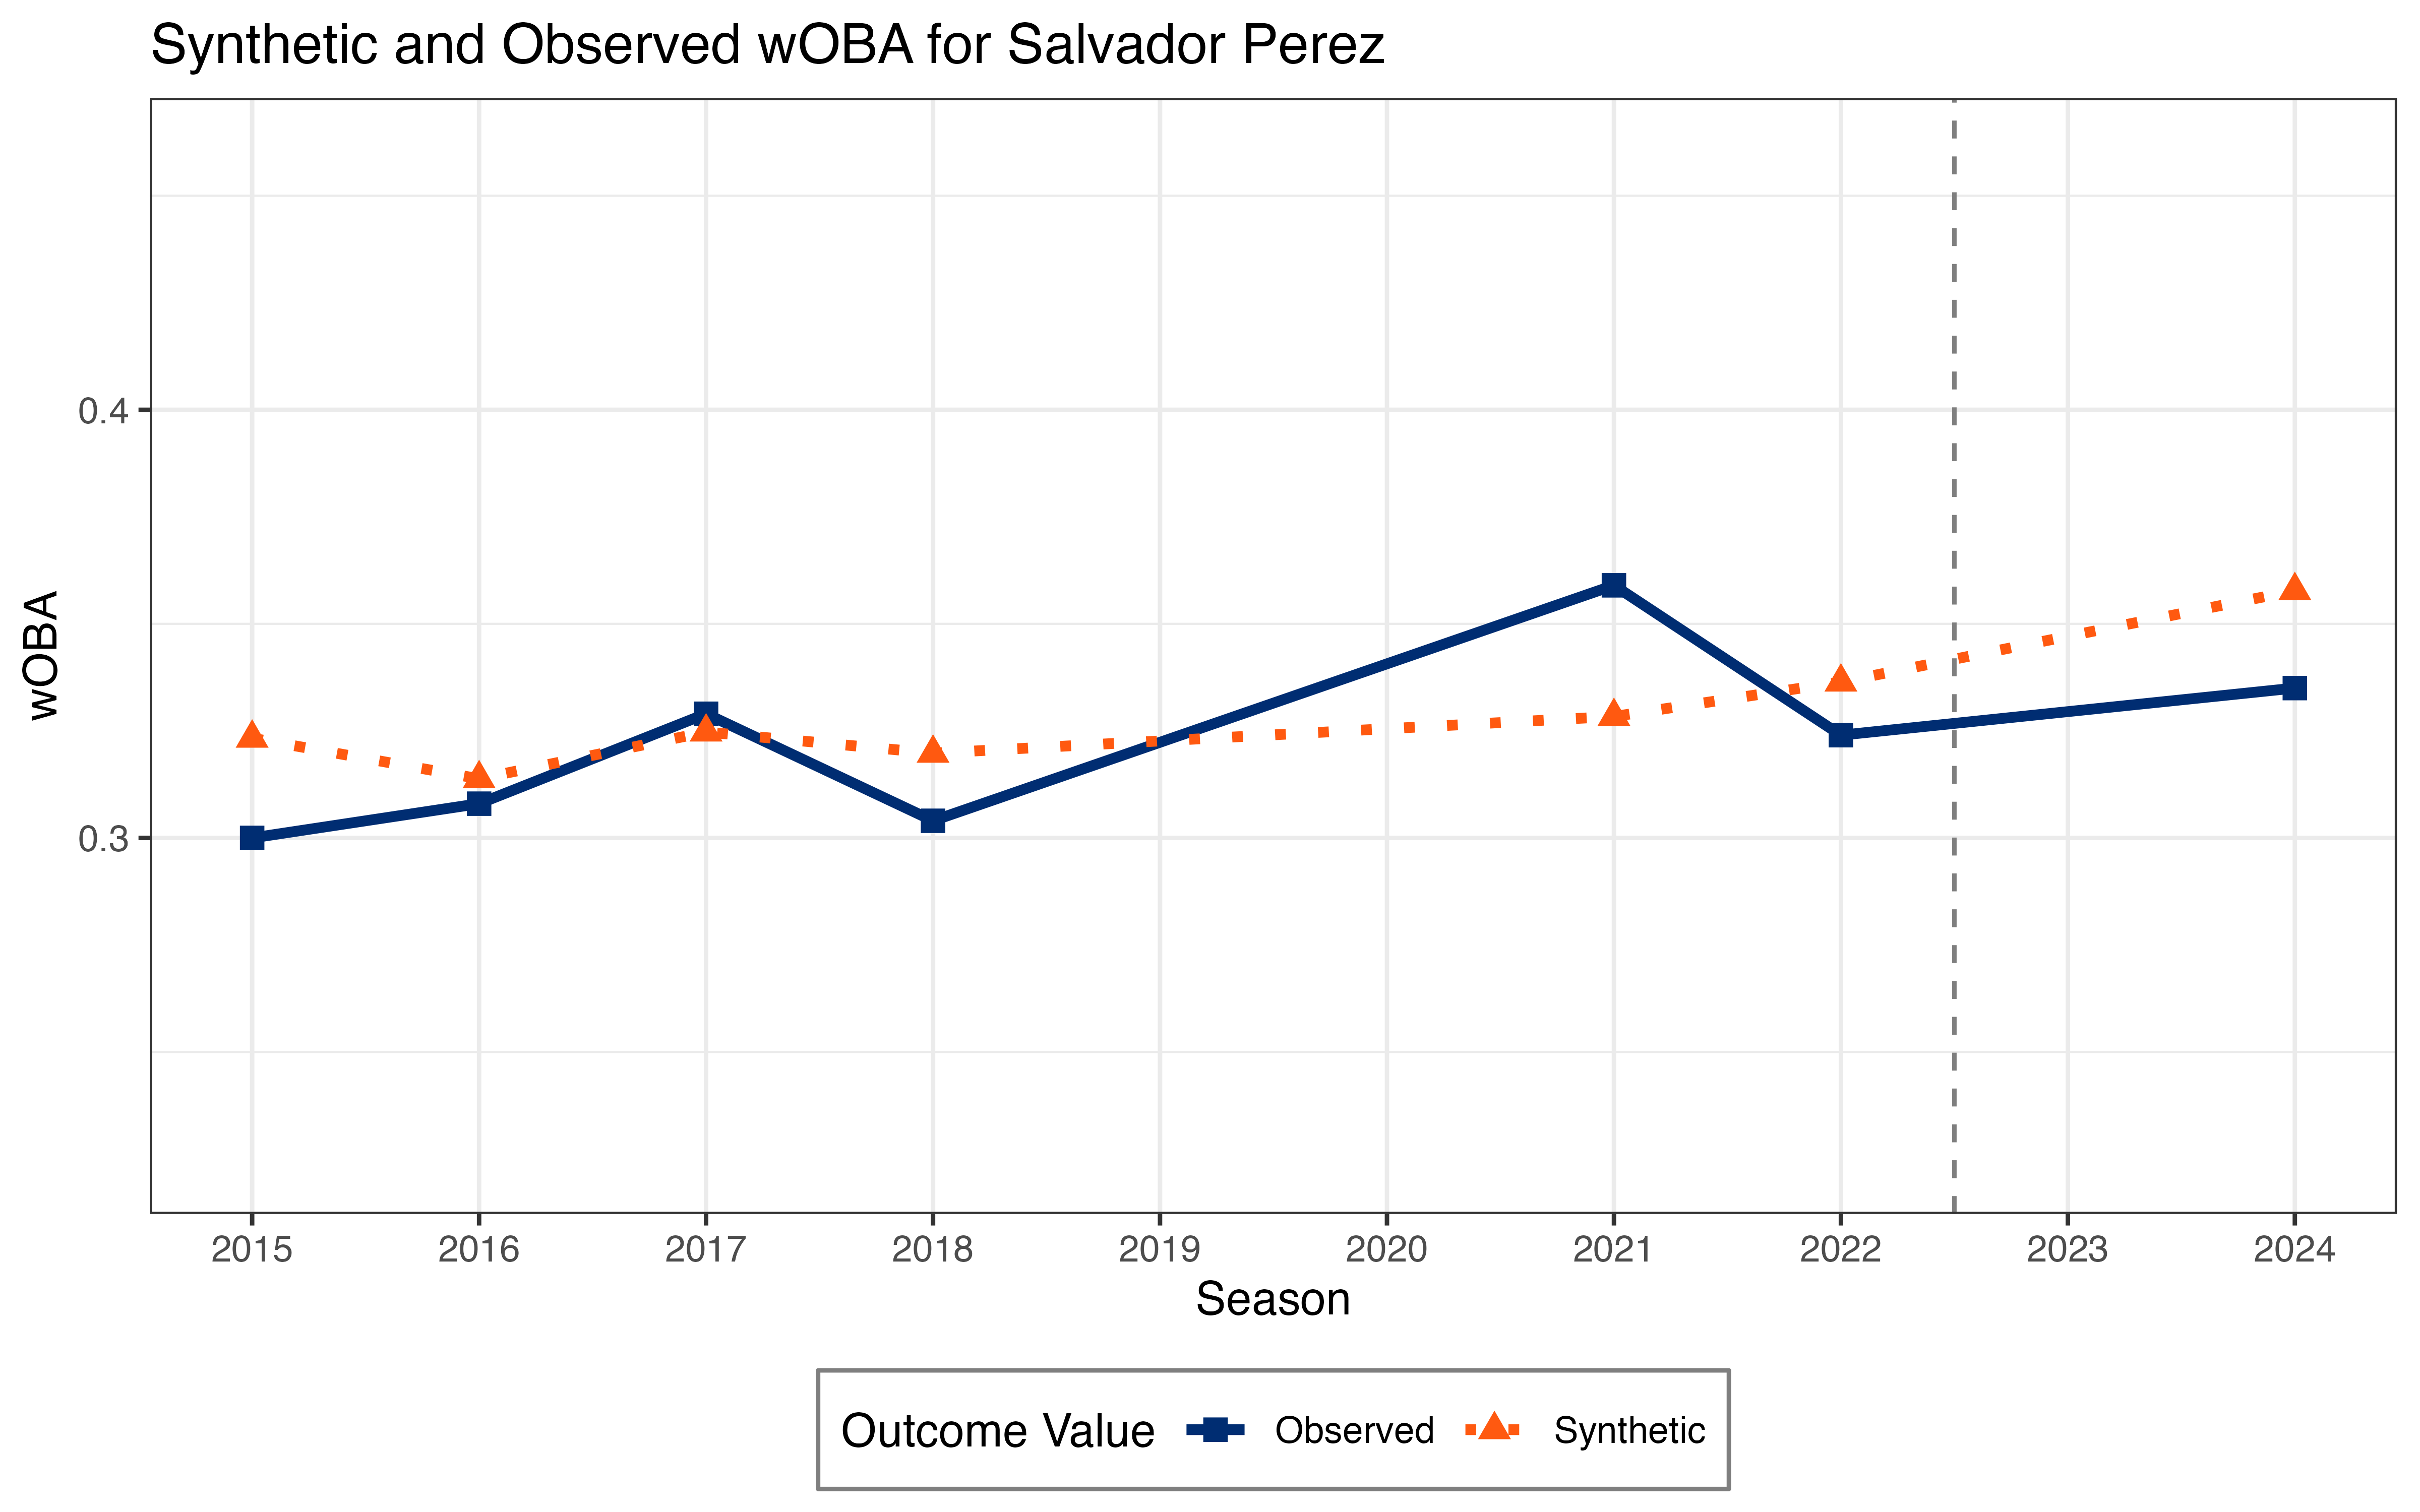 Synthetic and Observed wOBA for Salvador Perez
wOBA
0.4
0.3
2015 2016 2017 2018 2019 2020 2021 2022 2023 2024
Season
Outcome Value Observed Synthetic